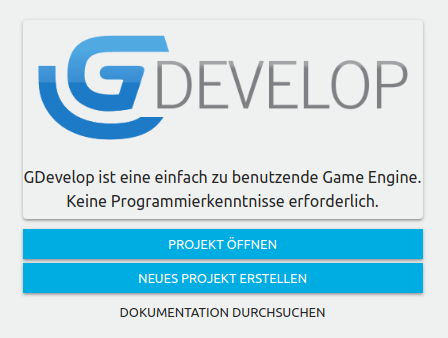 GDEVELOP
GDevelop ist eine einfach zu benutzende Game Engine.
Keine Programmierkenntnisse erforderlich.
PROJEKT ÖFFNEN
NEUES PROJEKT ERSTELLEN
DOKUMENTATION DURCHSUCHEN